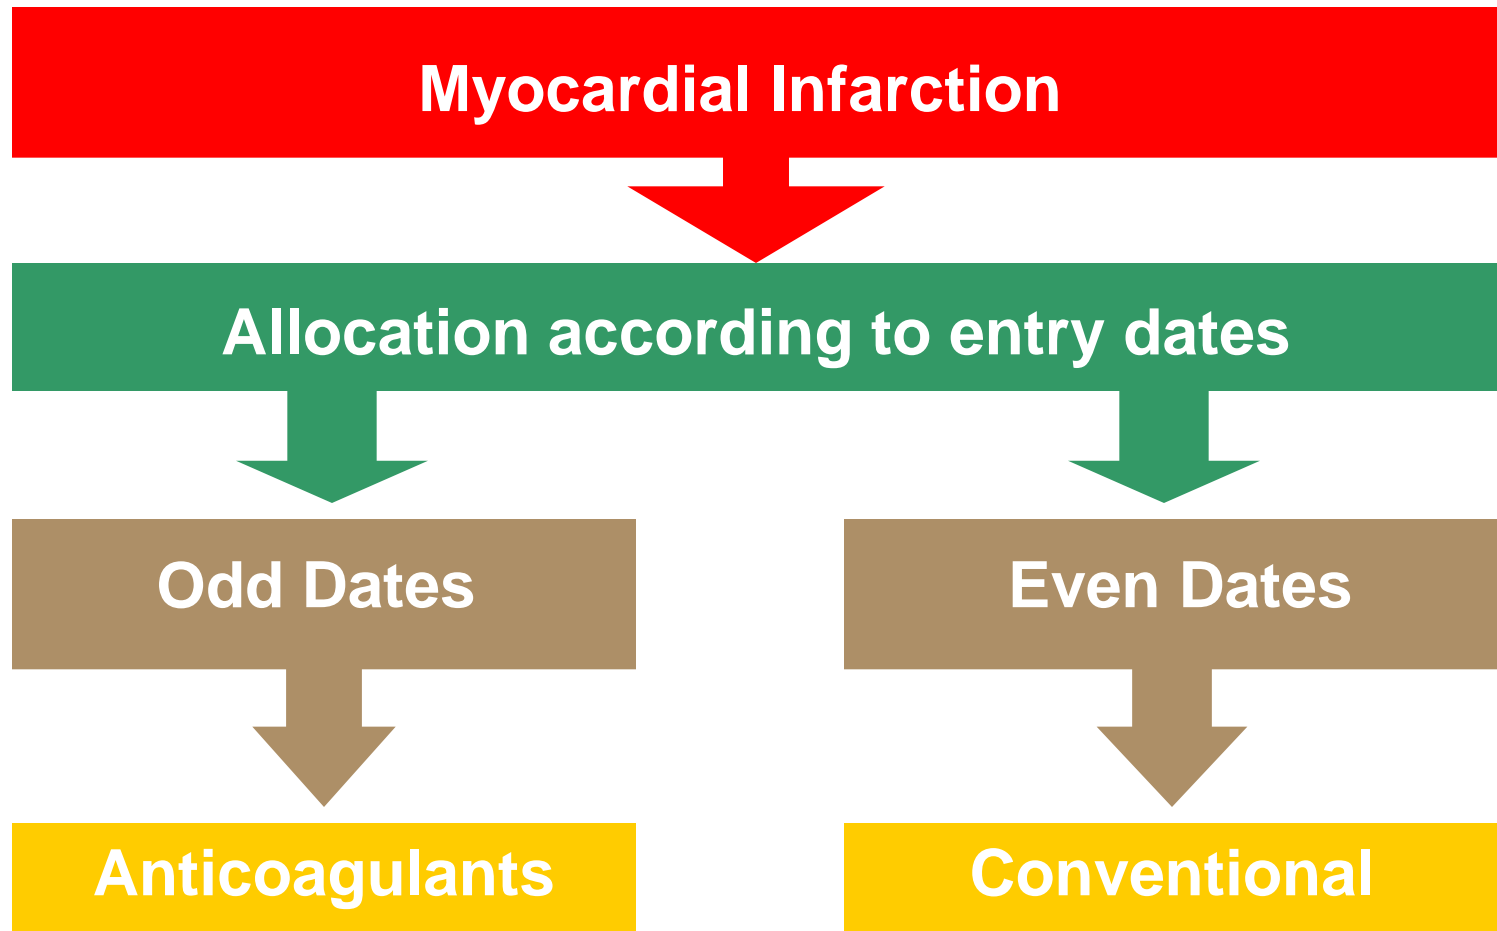 Myocardial Infarction
Allocation according to entry dates
Odd Dates
Even Dates
Anticoagulants
Conventional